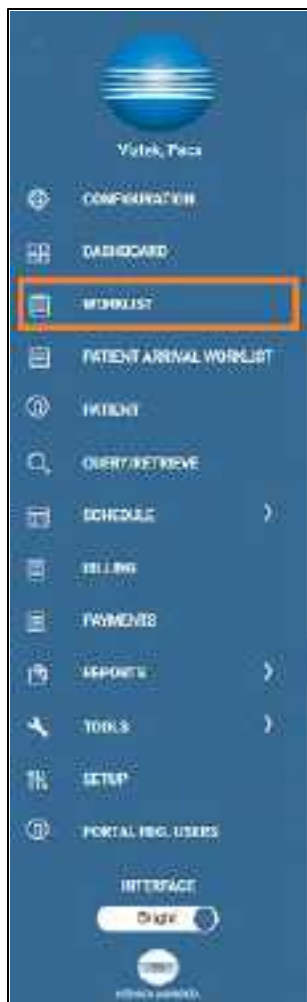 CONFIGURATION
DASHBOARD
WORKLIST
PATIENT ARRIVAL WORKLIST
PATIENT
QUERY/RETRIEVE
SCHEDULE
BILLING
PAYMENTS
REPORTS
TOOLS
SETUP
PORTAL REG. USERS
INTERFACE
Bright